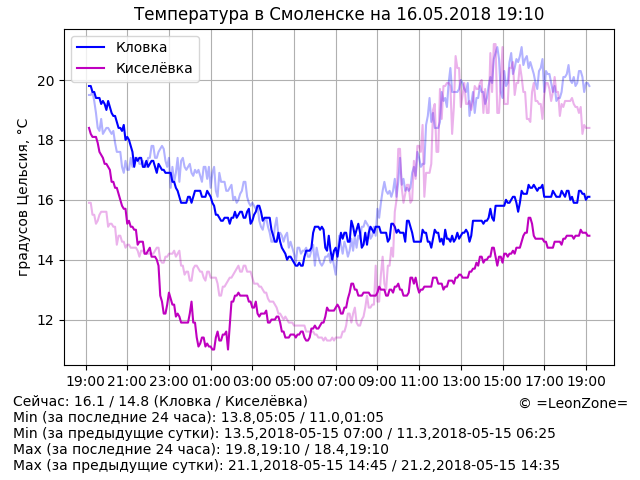 Температура в Смоленске на 16.05.2018 19:10
Кловка
Киселёвка
градусов Цельсия, °C
20
18
16
14
12
19:00 21:00 23:00 01:00 03:00 05:00 07:00 09:00 11:00 13:00 15:00 17:00 19:00
Сейчас: 16.1 / 14.8 (Кловка / Киселёвка)
© =LeonZone=
Min (за последние 24 часа): 13.8,05:05 / 11.0,01:05
Min (за предыдущие сутки): 13.5,2018-05-15 07:00 / 11.3,2018-05-15 06:25
Max (за последние 24 часа): 19.8,19:10 / 18.4,19:10
Max (за предыдущие сутки): 21.1,2018-05-15 14:45 / 21.2,2018-05-15 14:35